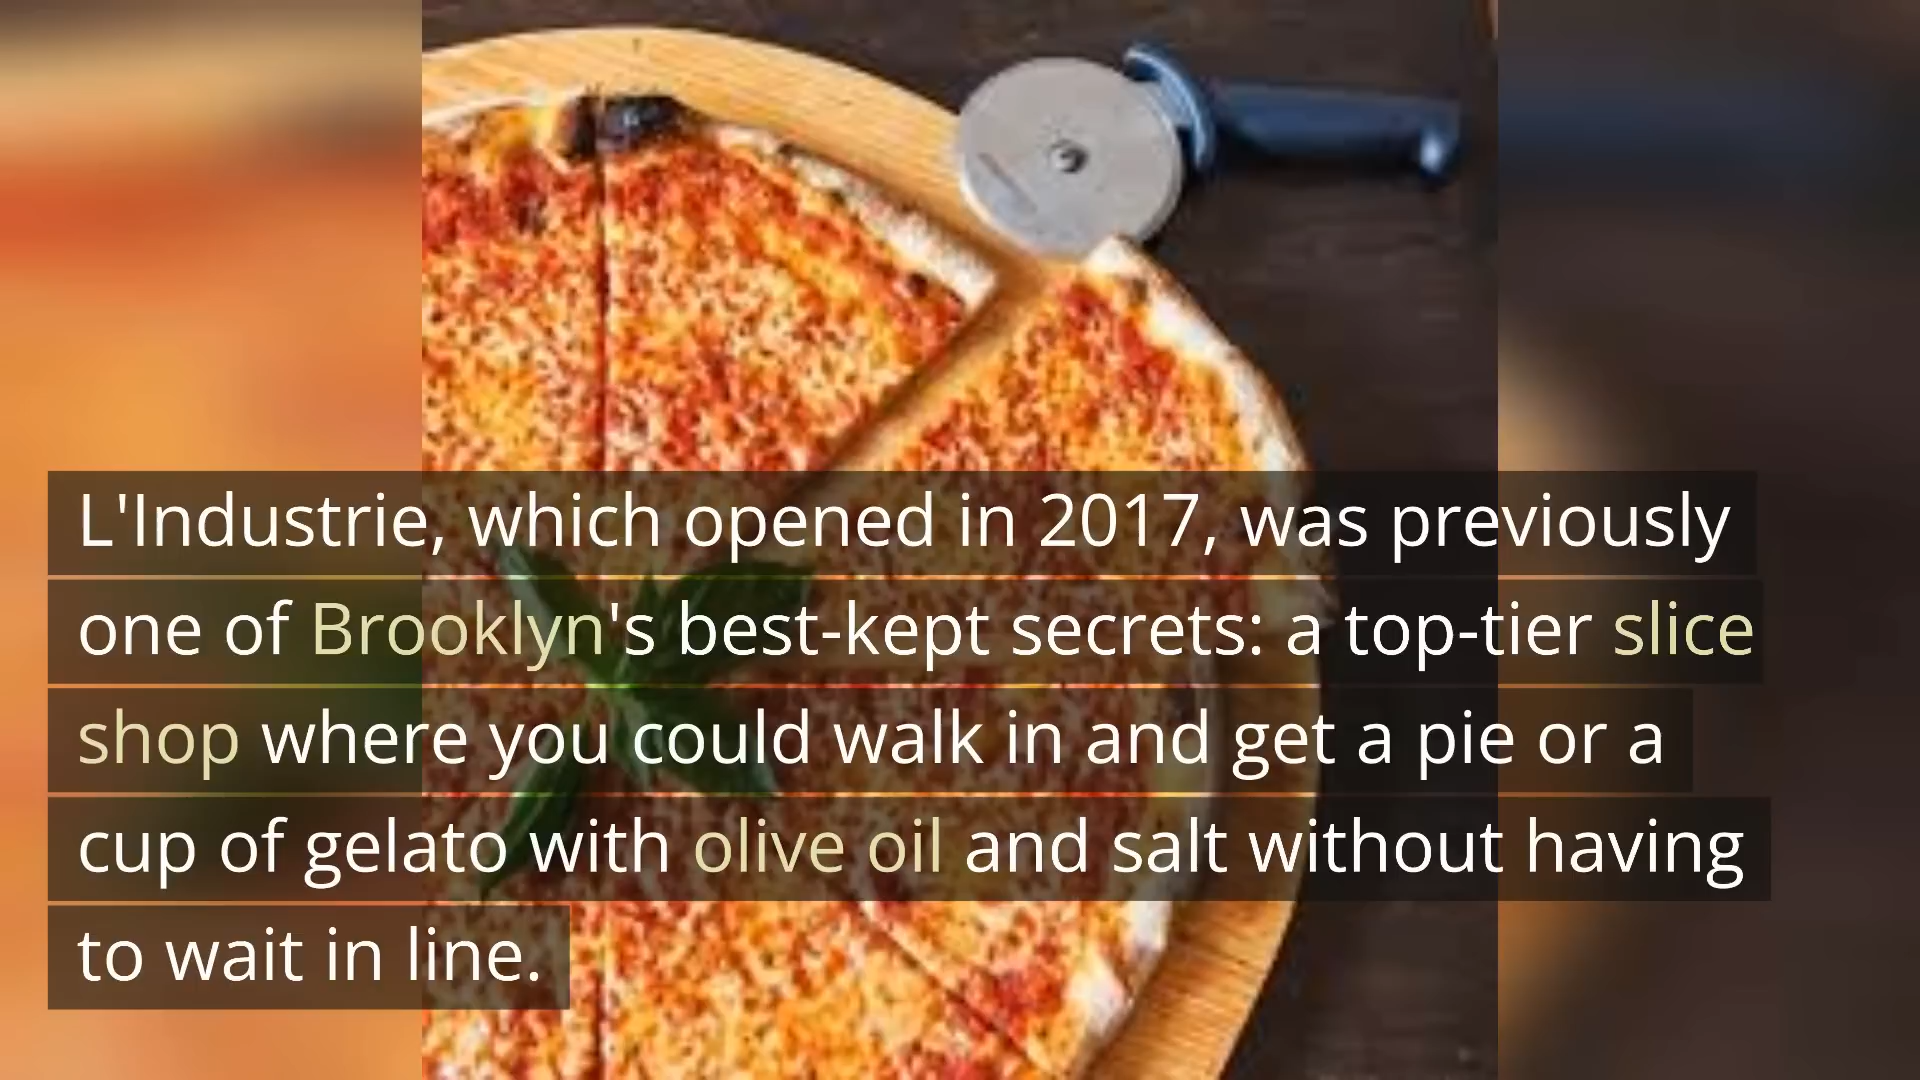 L'Industrie, which opened in 2017, was previously
one of Brooklyn's best-kept secrets: a top-tier slice
shop where you could walk in and get a pie or a
cup of gelato with olive oil and salt without having
to wait in line.